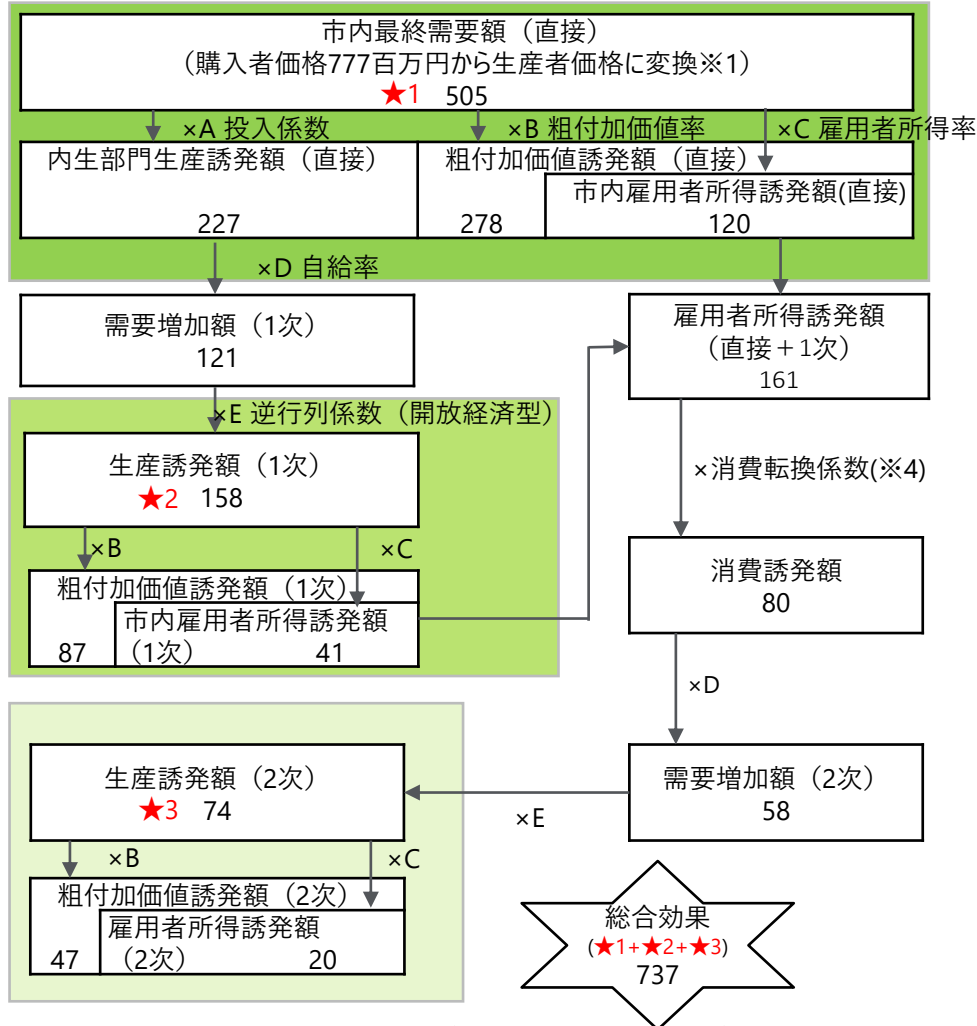 市内最終需要額（直接）
（購入者価格777百万円から生産者価格に変換※1）
★1 505
×A 投入係数
×B 粗付加価値率
×C 雇用者所得率
内生部門生産誘発額（直接）
227
粗付加価値誘発額（直接）
278
市内雇用者所得誘発額(直接)
120
×D 自給率
需要増加額（1次）
121
雇用者所得誘発額
（直接＋1次）
161
×E 逆行列係数（開放経済型）
生産誘発額（1次）
★2 158
×B
×C
粗付加価値誘発額（1次）
87
市内雇用者所得誘発額
（1次） 41
×消費転換係数(※4)
消費誘発額
80
×D
需要増加額（2次）
58
×E
生産誘発額（2次）
★3 74
×B
×C
粗付加価値誘発額（2次）
47
雇用者所得誘発額
（2次） 20
総合効果
(★1+★2+★3)
737